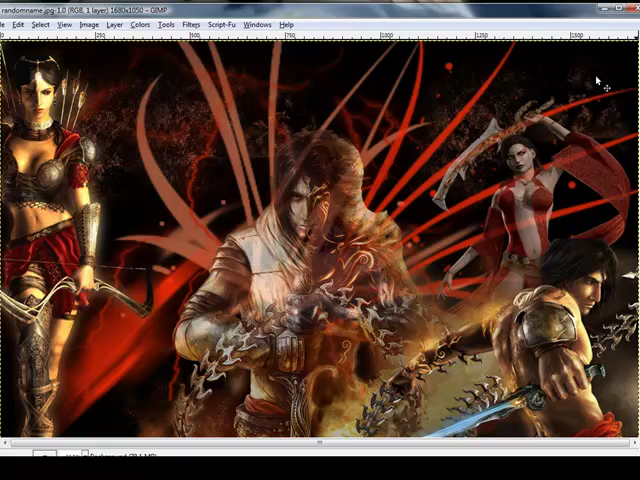 randomname.jpg-1.0 (RGB, 1 layer) 1680x1050 – GIMP
Edit Select View Image Layer Colors Tools Filters Script-Fu Windows Help
250 500 750 1000 1250 1500